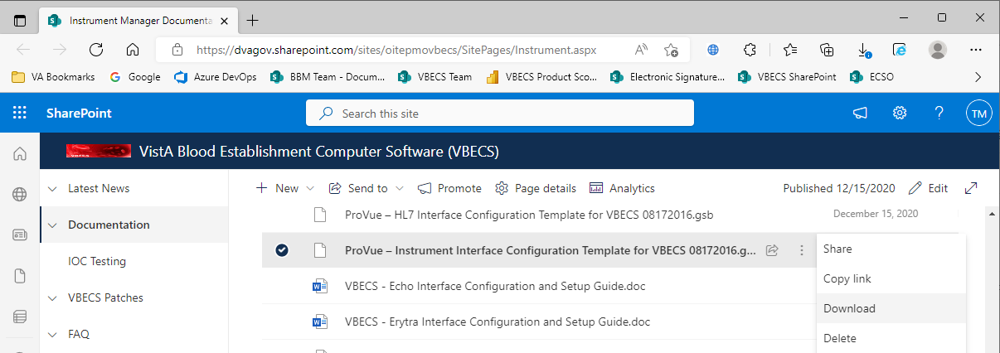 Instrument Manager Documenta
https://dvagov.sharepoint.com/sites/oitepmovbecs/SitePages/Instrument.aspx
VA Bookmarks Google Azure DevOps BBM Team - Docum... VBECS Team VBECS Product Sco... Electronic Signature... VBECS SharePoint ECSO
SharePoint Search this site ? TM
VistA Blood Establishment Computer Software (VBECS)
Latest News
Documentation
IOC Testing
VBECS Patches
FAQ
New Send to Promote Page details Analytics Published 12/15/2020 Edit
ProVue – HL7 Interface Configuration Template for VBECS 08172016.gsb December 15, 2020
ProVue – Instrument Interface Configuration Template for VBECS 08172016.g...
VBECS - Echo Interface Configuration and Setup Guide.doc
VBECS - Erytra Interface Configuration and Setup Guide.doc
Share
Copy link
Download
Delete